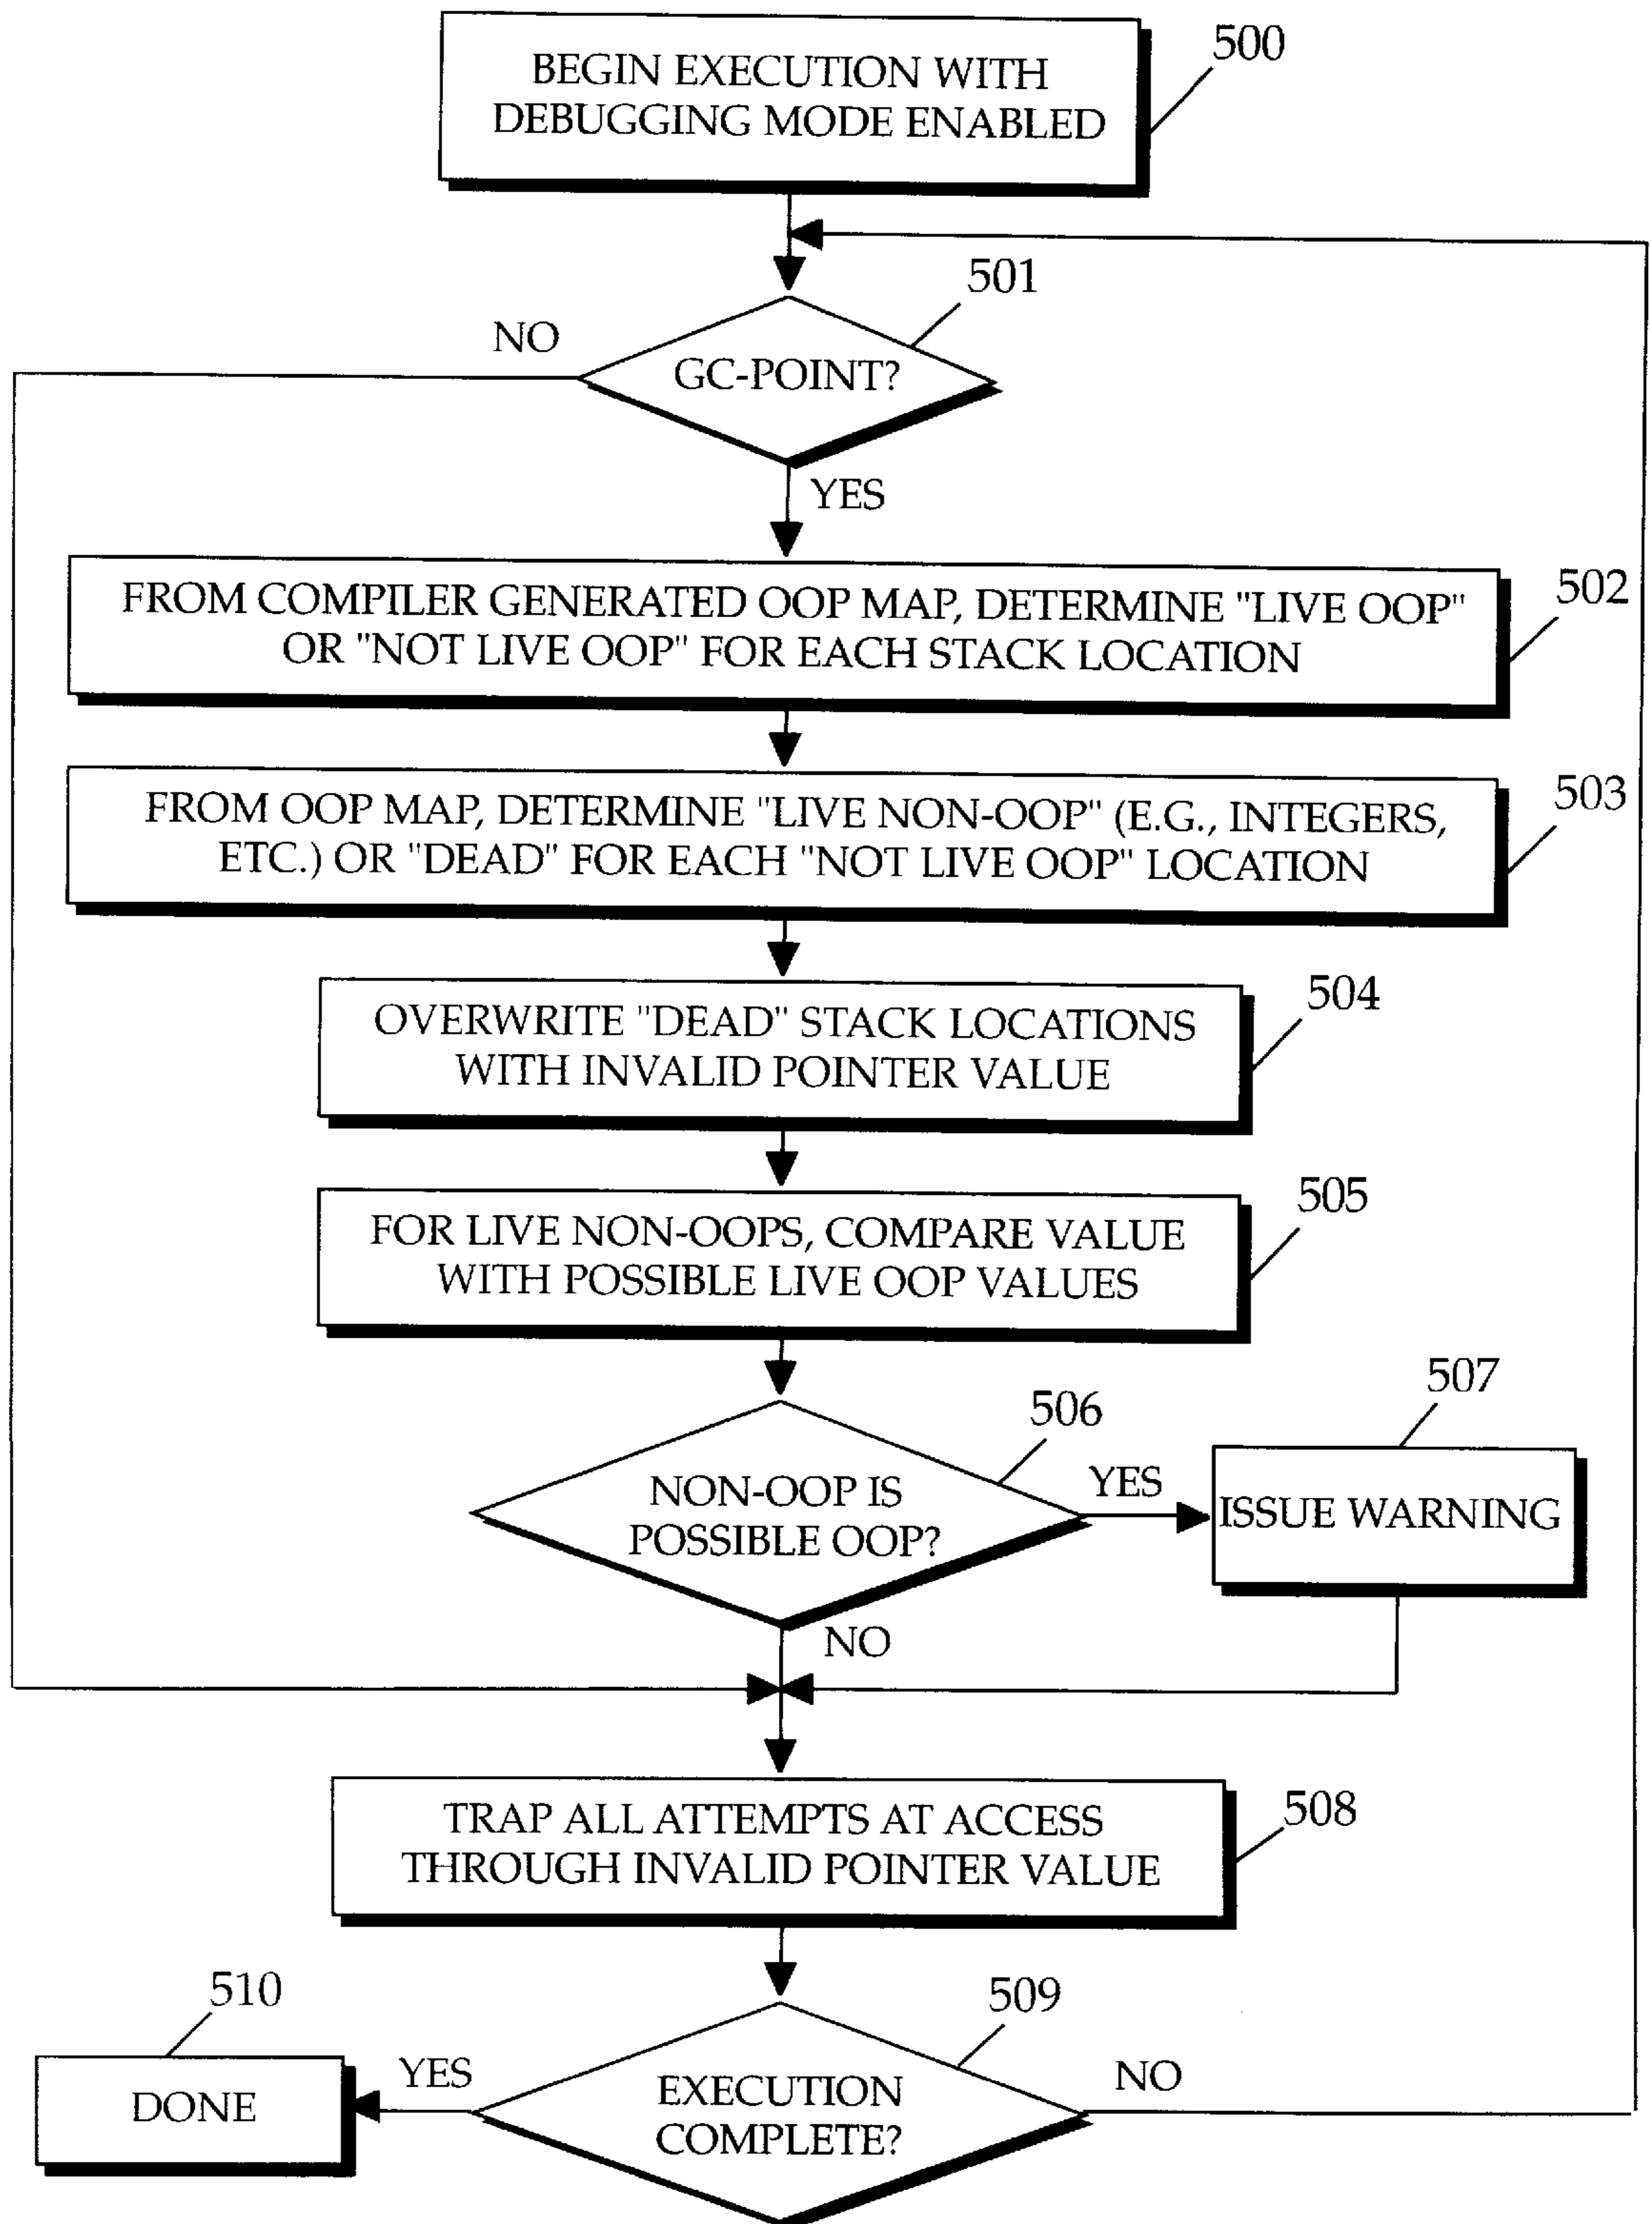 BEGIN EXECUTION WITH
DEBUGGING MODE ENABLED
500
501
NO
GC-POINT?
YES
502
FROM COMPILER GENERATED OOP MAP, DETERMINE "LIVE OOP"
OR "NOT LIVE OOP" FOR EACH STACK LOCATION
503
FROM OOP MAP, DETERMINE "LIVE NON-OOP" (E.G., INTEGERS,
ETC.) OR "DEAD" FOR EACH "NOT LIVE OOP" LOCATION
504
OVERWRITE "DEAD" STACK LOCATIONS
WITH INVALID POINTER VALUE
505
FOR LIVE NON-OOPS, COMPARE VALUE
WITH POSSIBLE LIVE OOP VALUES
507
506
YES
NON-OOP IS
POSSIBLE OOP?
ISSUE WARNING
NO
508
TRAP ALL ATTEMPTS AT ACCESS
THROUGH INVALID POINTER VALUE
510
509
YES
NO
DONE
EXECUTION
COMPLETE?